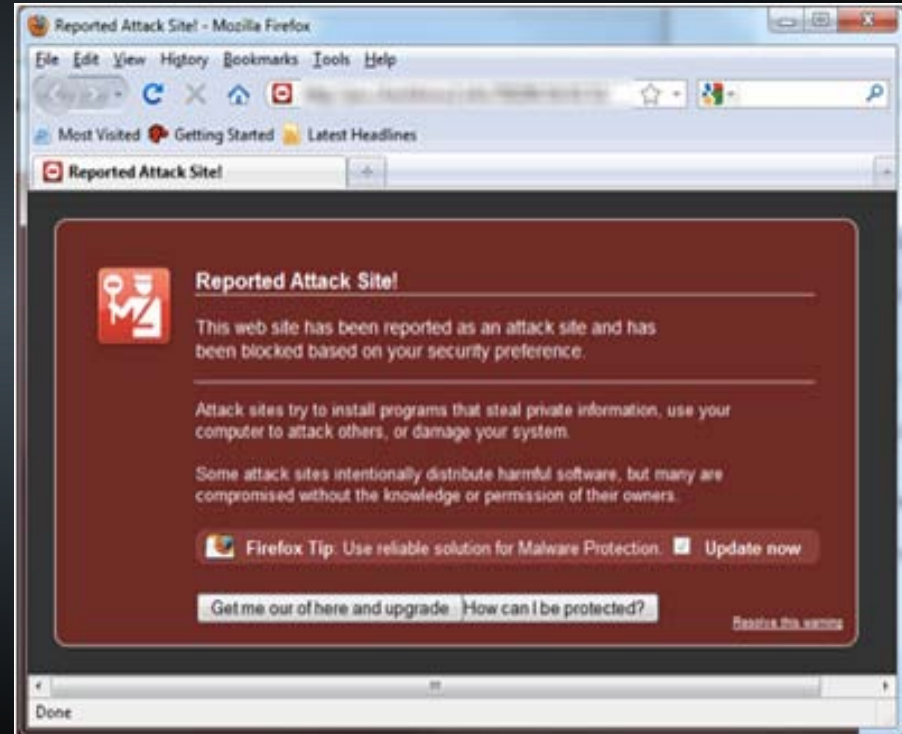 Reported Attack Site! - Mozilla Firefox
File Edit View History Bookmarks Tools Help
Most Visited Getting Started Latest Headlines
Reported Attack Site!
Reported Attack Site!
This web site has been reported as an attack site and has
been blocked based on your security preference.
Attack sites try to install programs that steal private information, use your
computer to attack others, or damage your system.
Some attack sites intentionally distribute harmful software, but many are
compromised without the knowledge or permission of their owners.
Firefox Tip: Use reliable solution for Malware Protection. Update now
Get me our of here and upgrade How can I be protected?
Resolve this warning
Done